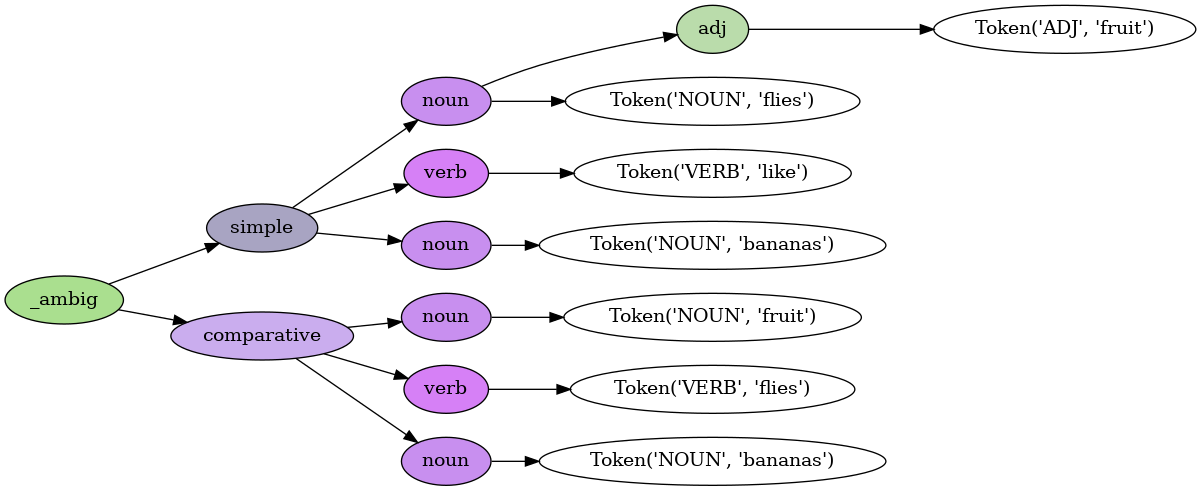 adj
Token('ADJ', 'fruit')
noun
Token('NOUN', 'flies')
verb
Token('VERB', 'like')
simple
noun
Token('NOUN', 'bananas')
_ambig
comparative
noun
Token('NOUN', 'fruit')
verb
Token('VERB', 'flies')
noun
Token('NOUN', 'bananas')